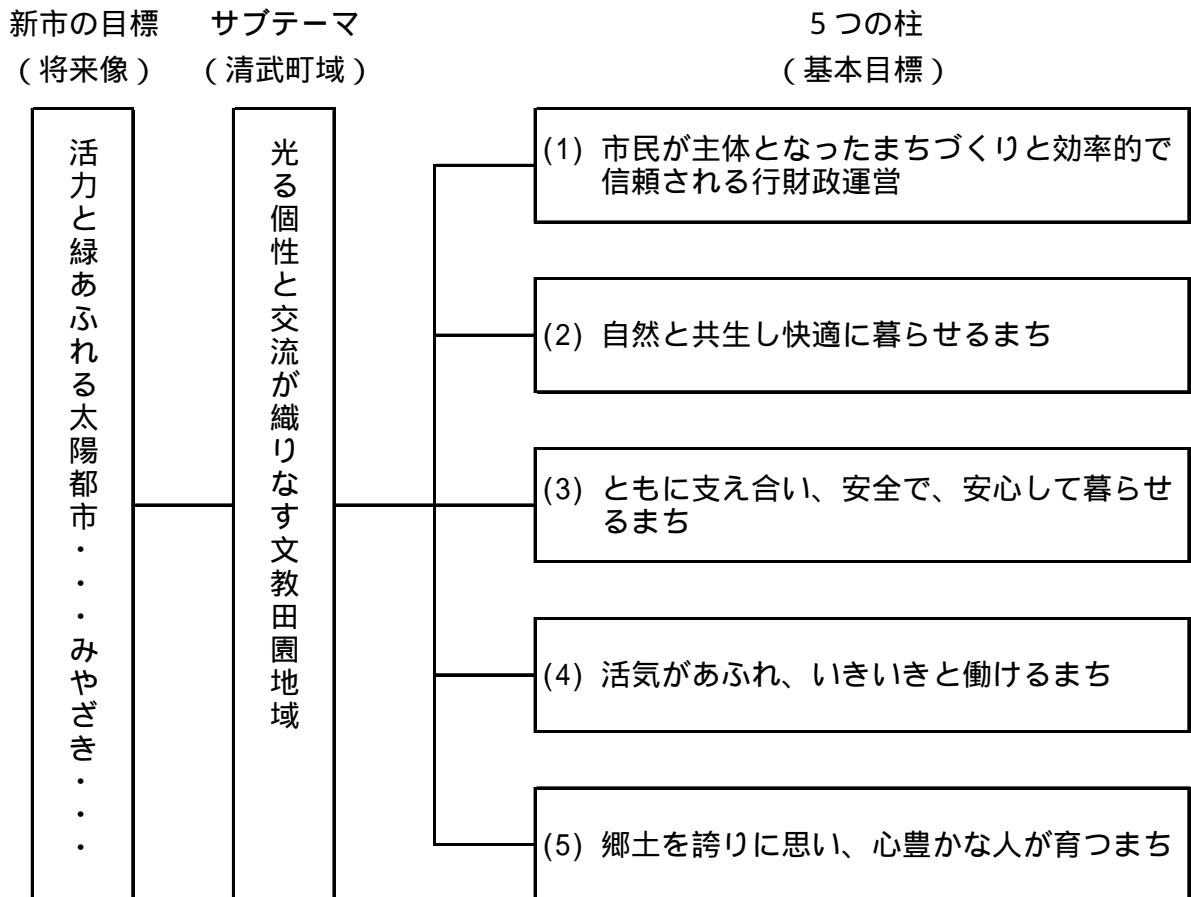 新市の目標
（将来像）
サブテーマ
（清武町域）
５つの柱
（基本目標）
活力と緑あふれる太陽都市・・・みやざき・・・
光る個性と交流が織りなす文教田園地域
(1) 市民が主体となったまちづくりと効率的で
信頼される行財政運営
(2) 自然と共生し快適に暮らせるまち
(3) ともに支え合い、安全で、安心して暮らせ
るまち
(4) 活気があふれ、いきいきと働けるまち
(5) 郷土を誇りに思い、心豊かな人が育つまち